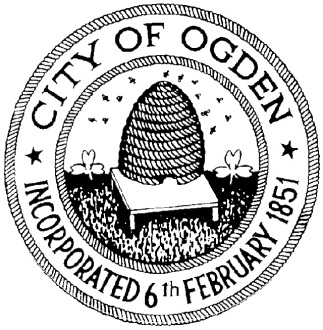 CITY OF OGDEN
INCORPORATED 6th FEBRUARY 1851